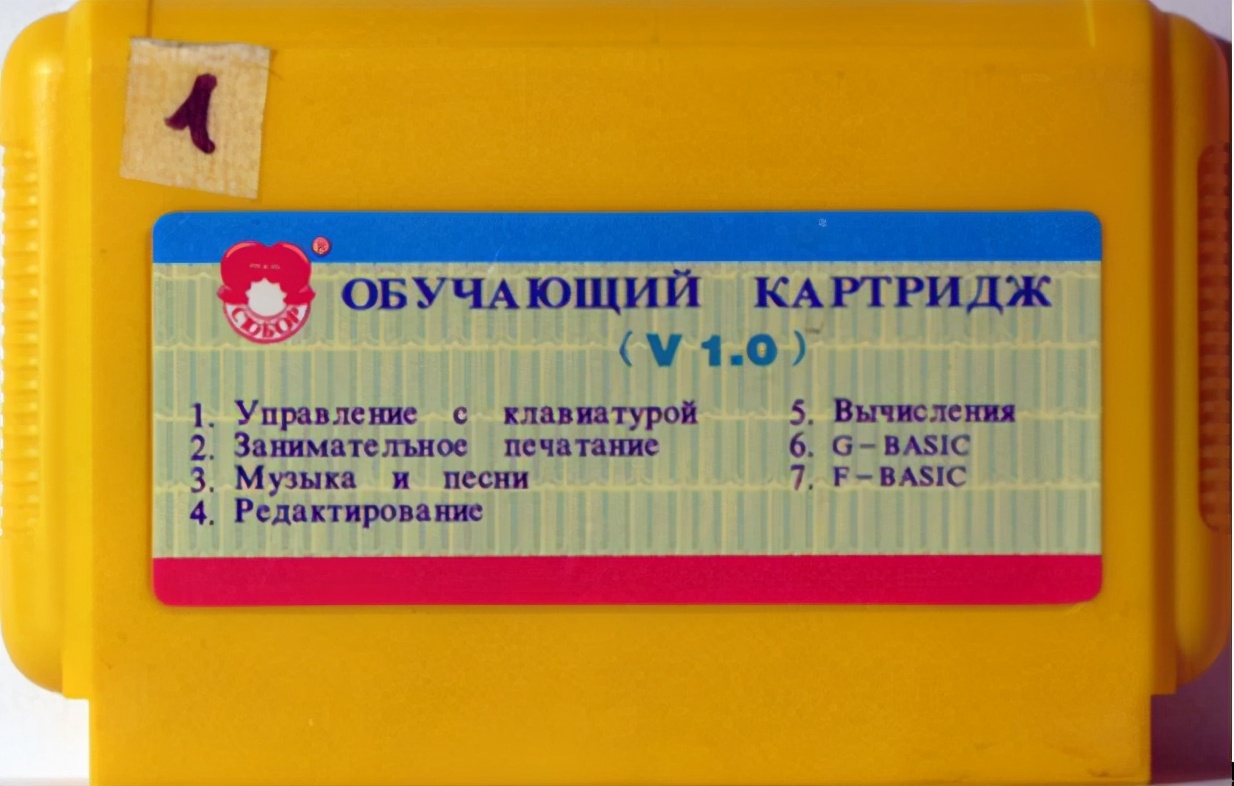 1
®
СЮБОР
ОБУЧАЮЩИЙ КАРТРИДЖ
(V 1.0)
1. Управление с клавиатурой
2. Занимательное печатание
3. Музыка и песни
4. Редактирование
5. Вычисления
6. G-BASIC
7. F-BASIC